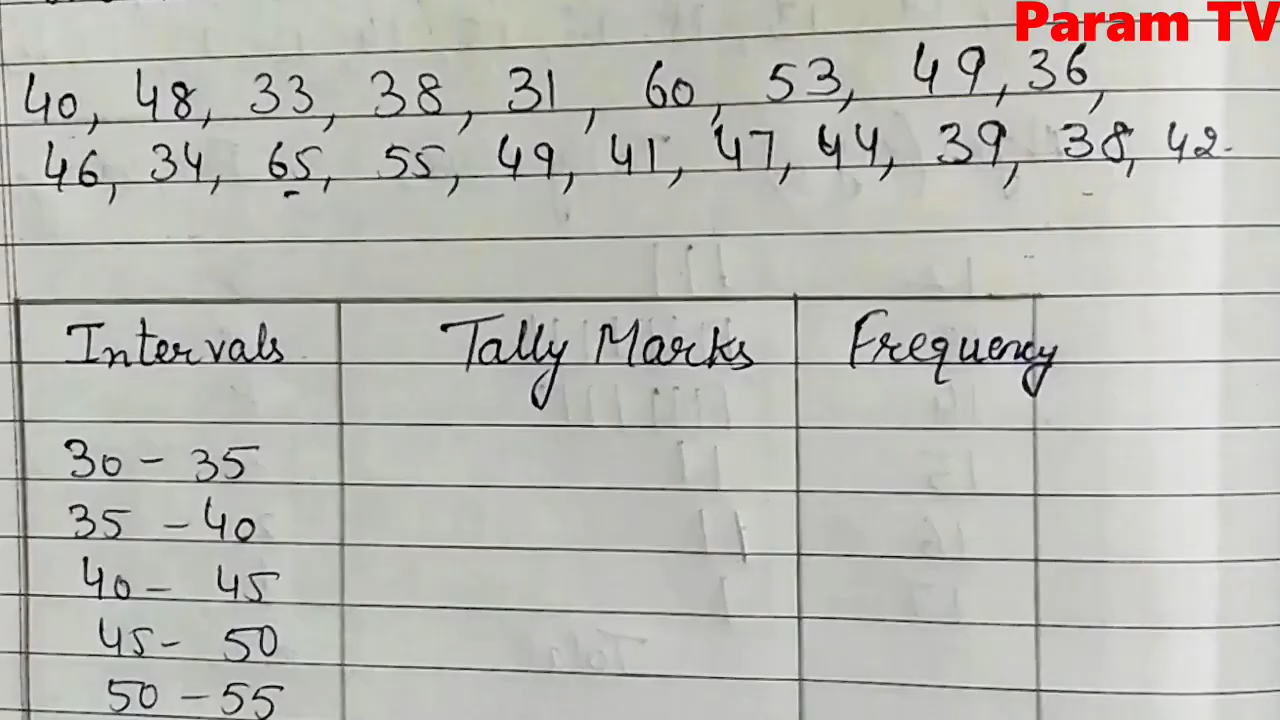 Param TV
40, 48, 33, 38, 31, 60, 53, 49, 36,
46, 34, 65, 55, 49, 41, 47, 44, 39, 38, 42.
Intervals Tally Marks Frequency
30 - 35
35 - 40
40 - 45
45 - 50
50 - 55